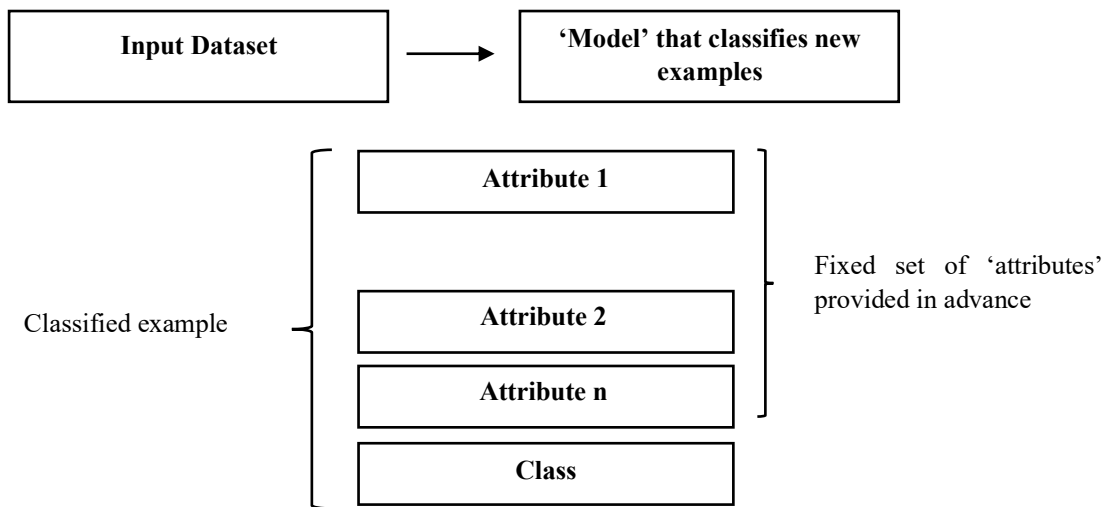 Input Dataset
‘Model’ that classifies new
examples
Attribute 1
Fixed set of ‘attributes’
provided in advance
Classified example
Attribute 2
Attribute n
Class